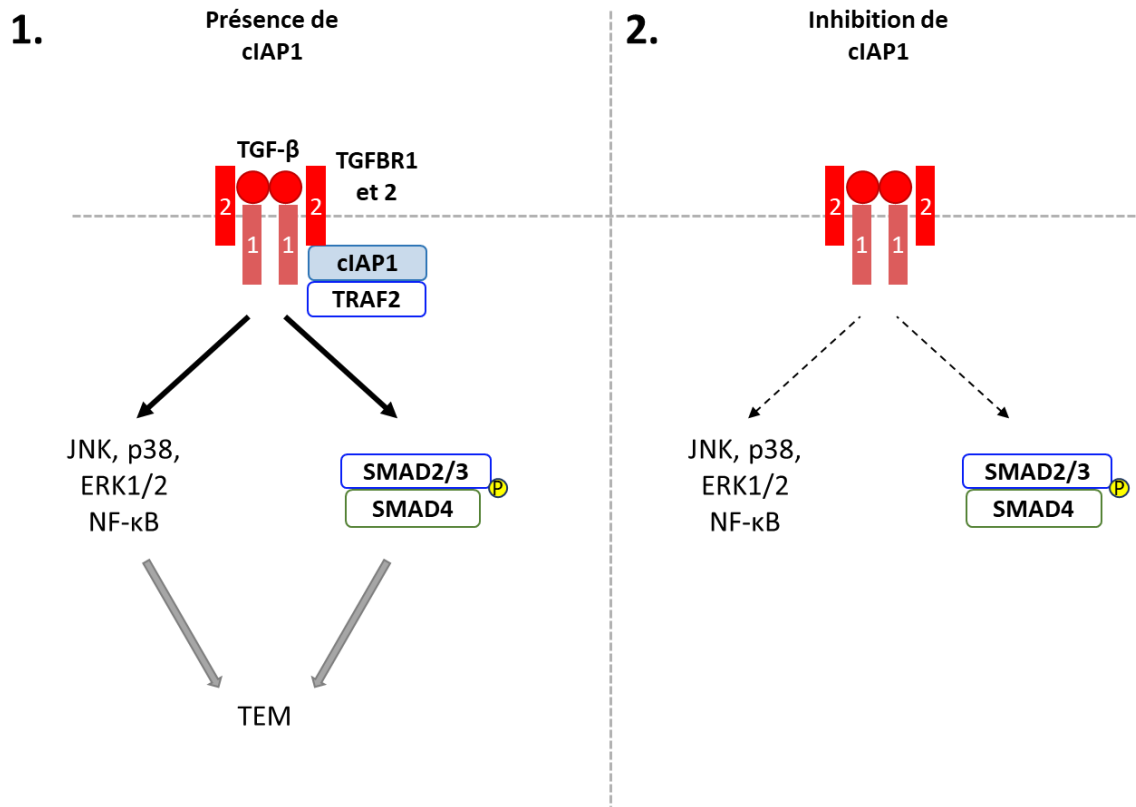 1.
Présence de
cIAP1
TGF-β
TGFBR1
et 2
2
2
1
1
cIAP1
TRAF2
JNK, p38,
ERK1/2
NF-κB
SMAD2/3
P
SMAD4
TEM
2.
Inhibition de
cIAP1
2
2
1
1
JNK, p38,
ERK1/2
NF-κB
SMAD2/3
P
SMAD4